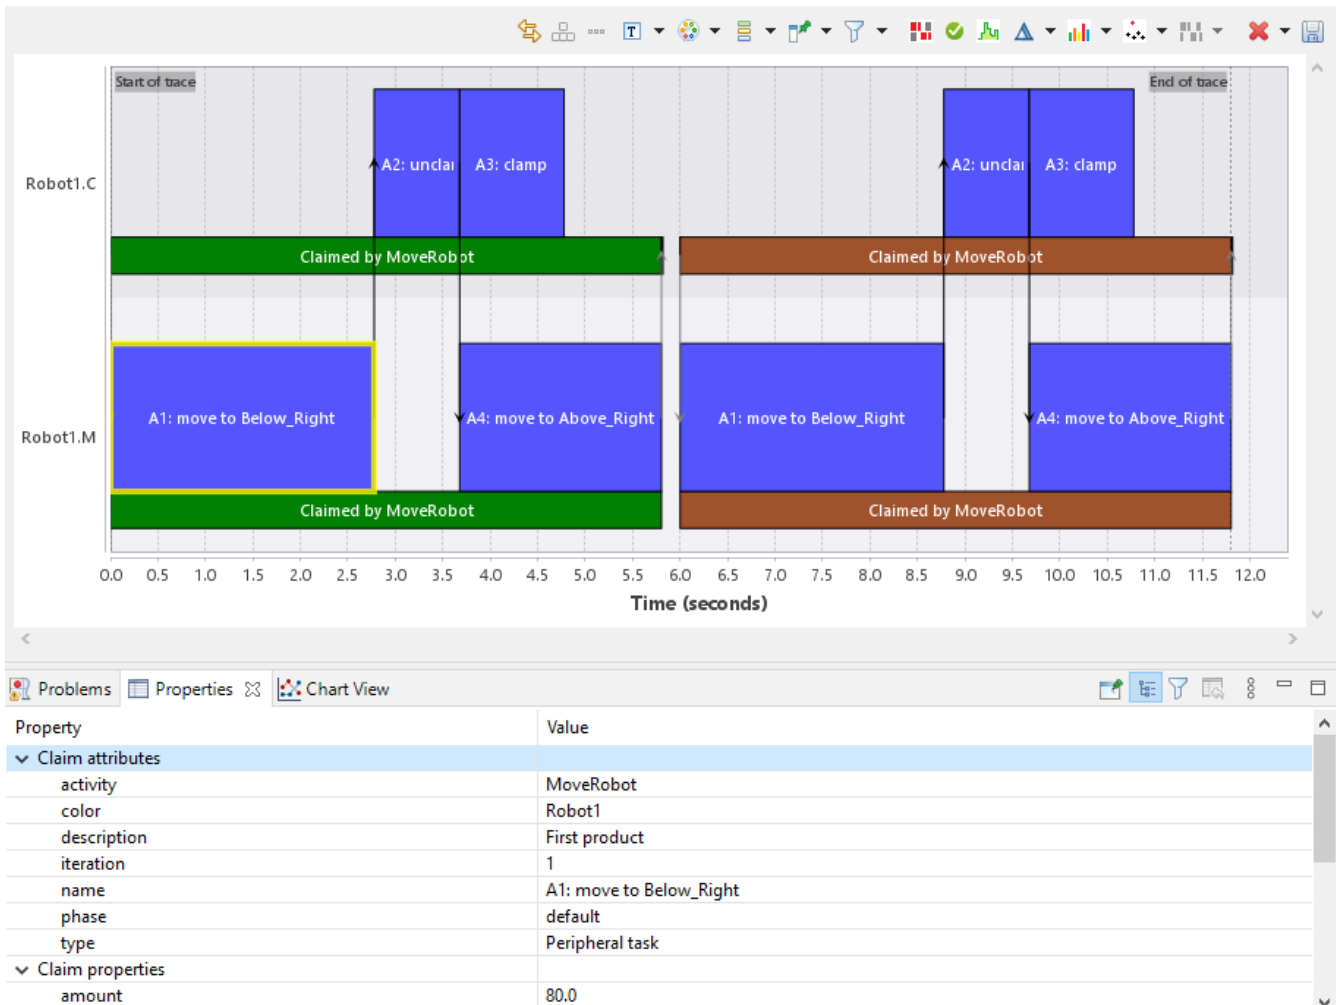 T
Start of trace
End of trace
A2: unclar
A3: clamp
A2: unclar
A3: clamp
Robot1.C
Claimed by MoveRobot
Claimed by MoveRobot
A1: move to Below_Right
A4: move to Above_Right
A1: move to Below_Right
A4: move to Above_Right
Robot1.M
Claimed by MoveRobot
Claimed by MoveRobot
0.0 0.5 1.0 1.5 2.0 2.5 3.0 3.5 4.0 4.5 5.0 5.5 6.0 6.5 7.0 7.5 8.0 8.5 9.0 9.5 10.0 10.5 11.0 11.5 12.0
Time (seconds)
Problems Properties Chart View
Property Value
Claim attributes
activity MoveRobot
color Robot1
description First product
iteration 1
name A1: move to Below_Right
phase default
type Peripheral task
Claim properties
amount 80.0